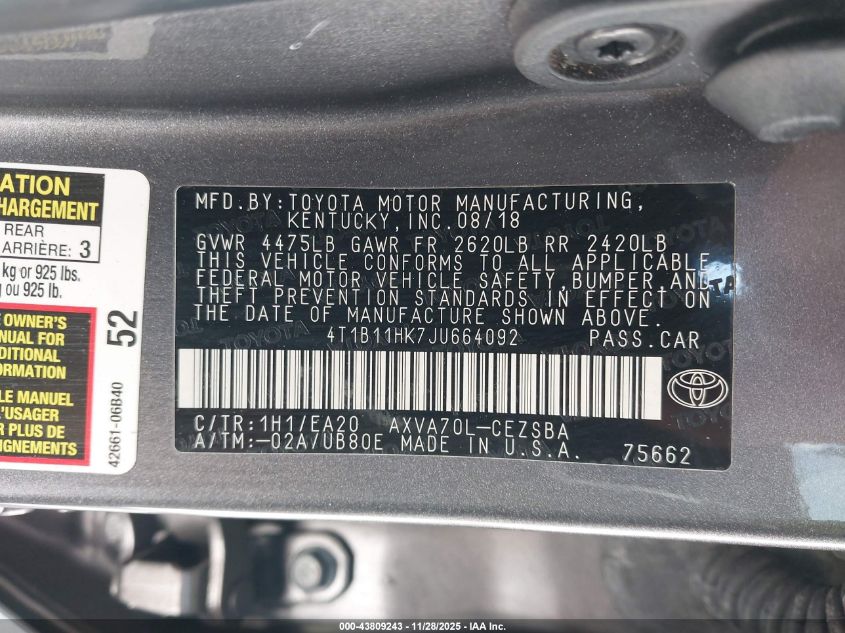 ATION
HARGEMENT
REAR
ARRIÈRE: 3
kg or 925 lbs.
ou 925 lb.
E OWNER'S
NUAL FOR
DITIONAL
ORMATION
LE MANUEL
L'USAGER
R PLUS DE
EIGNEMENTS
52
42661-06B40
MFD.BY:TOYOTA MOTOR MANUFACTURING,
KENTUCKY,INC.08/18
GVWR 4475LB GAWR FR 2620LB RR 2420LB
THIS VEHICLE CONFORMS TO ALL APPLICABLE
FEDERAL MOTOR VEHICLE SAFETY,BUMPER,AND
THEFT PREVENTION STANDARDS IN EFFECT ON
THE DATE OF MANUFACTURE SHOWN ABOVE.
4T1B11HK7JU664092 PASS.CAR
C/TR:1H1/EA20 AXVA70L-CEZSBA
A/TM:-02A/UB80E MADE IN U.S.A. 75662
000-43809243 - 11/28/2025 - IAA Inc.